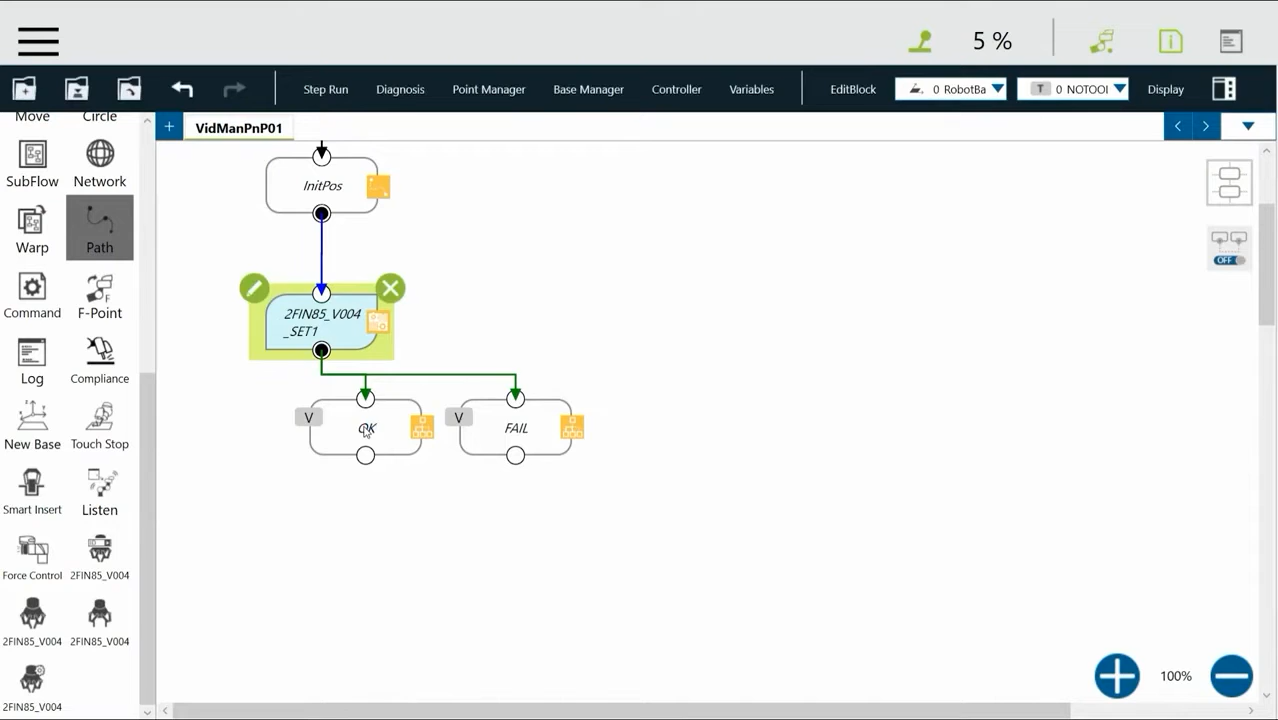 5 %
Step Run Diagnosis Point Manager Base Manager Controller Variables EditBlock 0 RobotBa T 0 NOTOOI Display
Move Circle
+ VidManPnP01
SubFlow Network
InitPos
Warp Path
2FIN85_V004
_SET1
Command F-Point
Log Compliance
V OK V FAIL
New Base Touch Stop
Smart Insert Listen
Force Control 2FIN85_V004
2FIN85_V004 2FIN85_V004
2FIN85_V004
OFF
100%